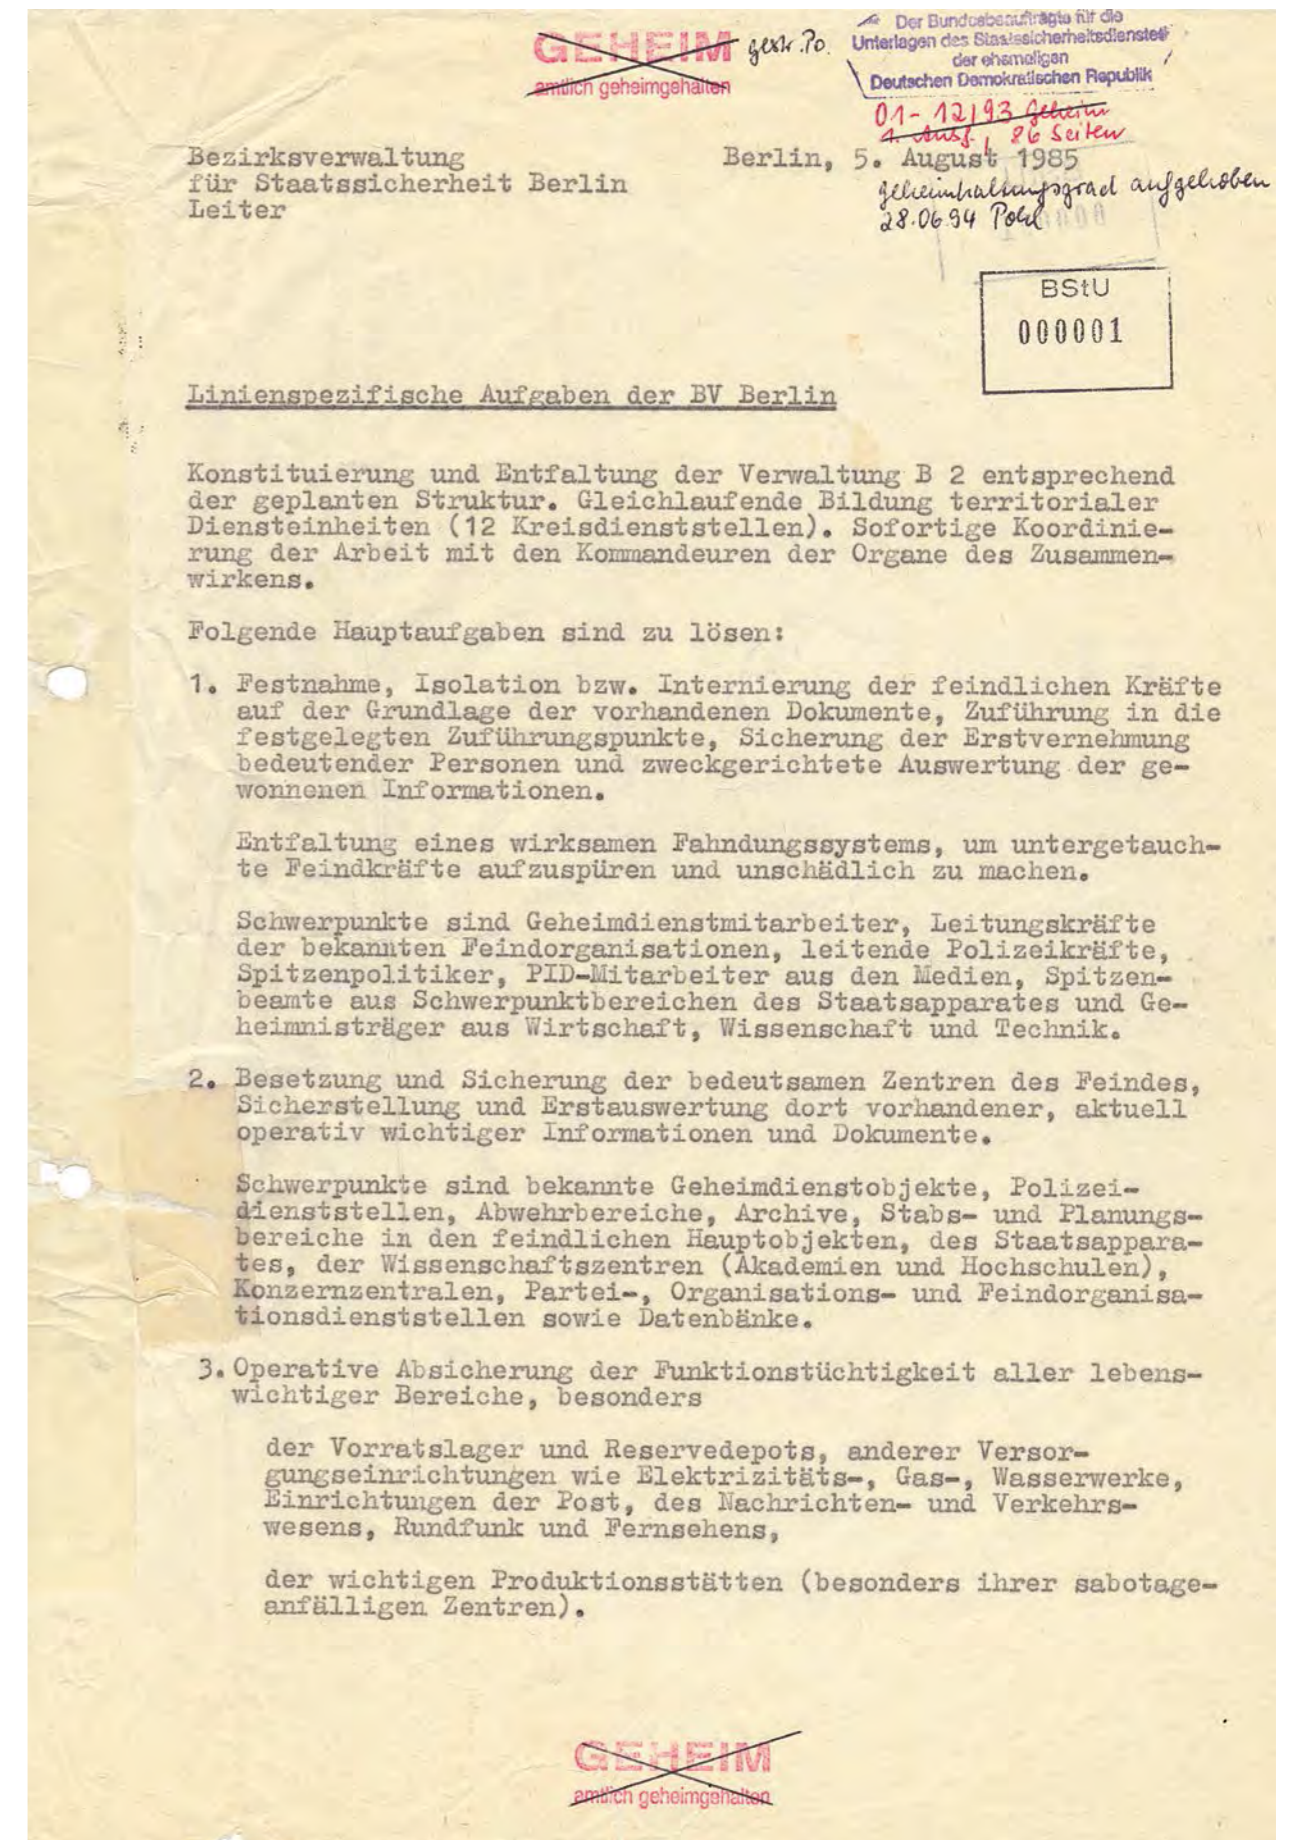 GEHEIM
amtlich geheimgehalten
gestr. Po.
Der Bundesbeauftragte für die
Unterlagen des Staatssicherheitsdienstes
der ehemaligen
Deutschen Demokratischen Republik
01-12/93 geheim
1. Ausf., 86 Seiten
Bezirksverwaltung
für Staatssicherheit Berlin
Leiter
Berlin, 5. August 1985
Geheimhaltungsgrad aufgehoben
28.06.94 Pohl
BStU
000001
Linienspezifische Aufgaben der BV Berlin
Konstituierung und Entfaltung der Verwaltung B 2 entsprechend
der geplanten Struktur. Gleichlaufende Bildung territorialer
Diensteinheiten (12 Kreisdienststellen). Sofortige Koordinie-
rung der Arbeit mit den Kommandeuren der Organe des Zusammen-
wirkens.
Folgende Hauptaufgaben sind zu lösen:
1. Festnahme, Isolation bzw. Internierung der feindlichen Kräfte
auf der Grundlage der vorhandenen Dokumente, Zuführung in die
festgelegten Zuführungspunkte, Sicherung der Erstvernehmung
bedeutender Personen und zweckgerichtete Auswertung der ge-
wonnenen Informationen.
Entfaltung eines wirksamen Fahndungssystems, um untergetauch-
te Feindkräfte aufzuspüren und unschädlich zu machen.
Schwerpunkte sind Geheimdienstmitarbeiter, Leitungskräfte
der bekannten Feindorganisationen, leitende Polizeikräfte,
Spitzenpolitiker, PID-Mitarbeiter aus den Medien, Spitzen-
beamte aus Schwerpunktbereichen des Staatsapparates und Ge-
heimnisträger aus Wirtschaft, Wissenschaft und Technik.
2. Besetzung und Sicherung der bedeutsamen Zentren des Feindes,
Sicherstellung und Erstauswertung dort vorhandener, aktuell
operativ wichtiger Informationen und Dokumente.
Schwerpunkte sind bekannte Geheimdienstobjekte, Polizei-
dienststellen, Abwehrbereiche, Archive, Stabs- und Planungs-
bereiche in den feindlichen Hauptobjekten, des Staatsappara-
tes, der Wissenschaftszentren (Akademien und Hochschulen),
Konzernzentralen, Partei-, Organisations- und Feindorganisa-
tionsdienststellen sowie Datenbänke.
3. Operative Absicherung der Funktionstüchtigkeit aller lebens-
wichtiger Bereiche, besonders
der Vorratslager und Reservedepots, anderer Versor-
gungseinrichtungen wie Elektrizitäts-, Gas-, Wasserwerke,
Einrichtungen der Post, des Nachrichten- und Verkehrs-
wesens, Rundfunk und Fernsehens,
der wichtigen Produktionsstätten (besonders ihrer sabotage-
anfälligen Zentren).
GEHEIM
amtlich geheimgehalten